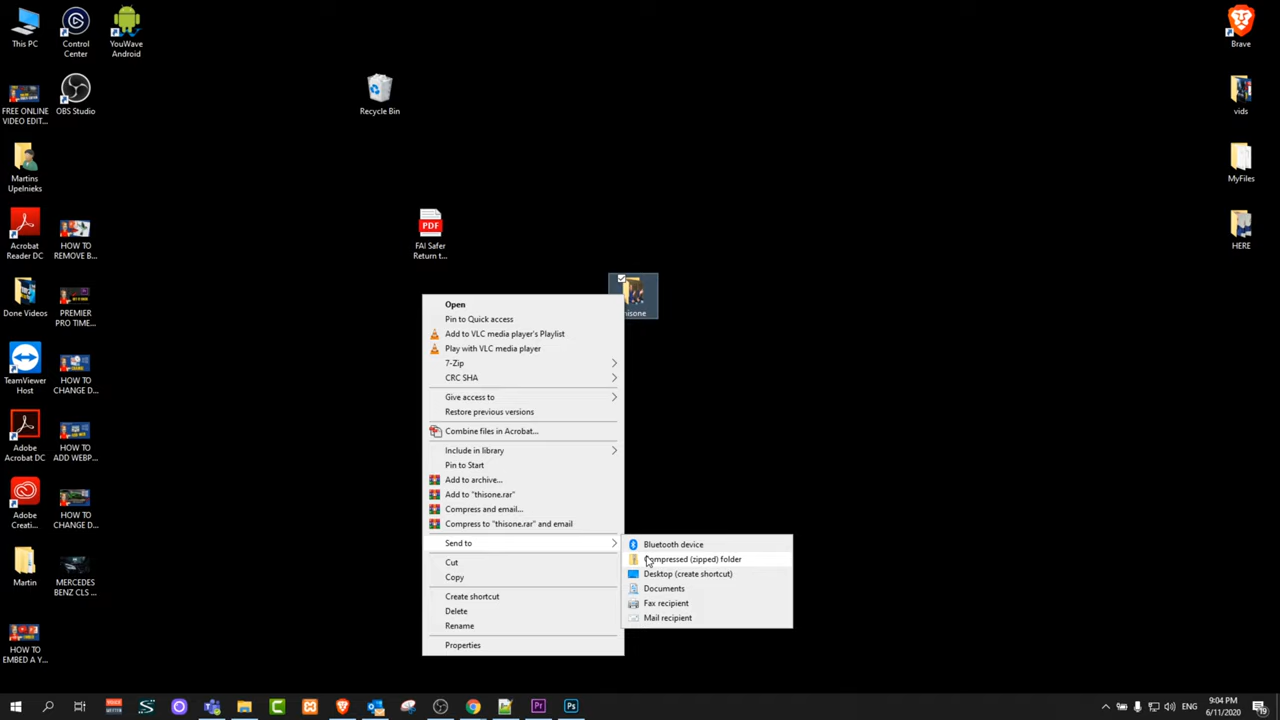 This PC
Control
Center
YouWave
Android
Recycle Bin
Brave
FREE ONLINE
VIDEO EDIT...
OBS Studio
vids
Martins
Upelnieks
MyFiles
PDF
FAI Safer
Return t...
Acrobat
Reader DC
HOW TO
REMOVE B...
HERE
Done Videos
PREMIER
PRO TIME...
TeamViewer
Host
HOW TO
CHANGE D...
Adobe
Acrobat DC
HOW TO
ADD WEBP...
Adobe
Creati...
HOW TO
CHANGE D...
Martin
MERCEDES
BENZ CLS ...
HOW TO
EMBED A Y...
Open
Pin to Quick access
Add to VLC media player's Playlist
Play with VLC media player
7-Zip
CRC SHA
Give access to
Restore previous versions
Combine files in Acrobat...
Include in library
Pin to Start
Add to archive...
Add to "thisone.rar"
Compress and email...
Compress to "thisone.rar" and email
Send to
Cut
Copy
Create shortcut
Delete
Rename
Properties
Bluetooth device
Compressed (zipped) folder
Desktop (create shortcut)
Documents
Fax recipient
Mail recipient
ENG
9:04 PM
6/11/2020
19